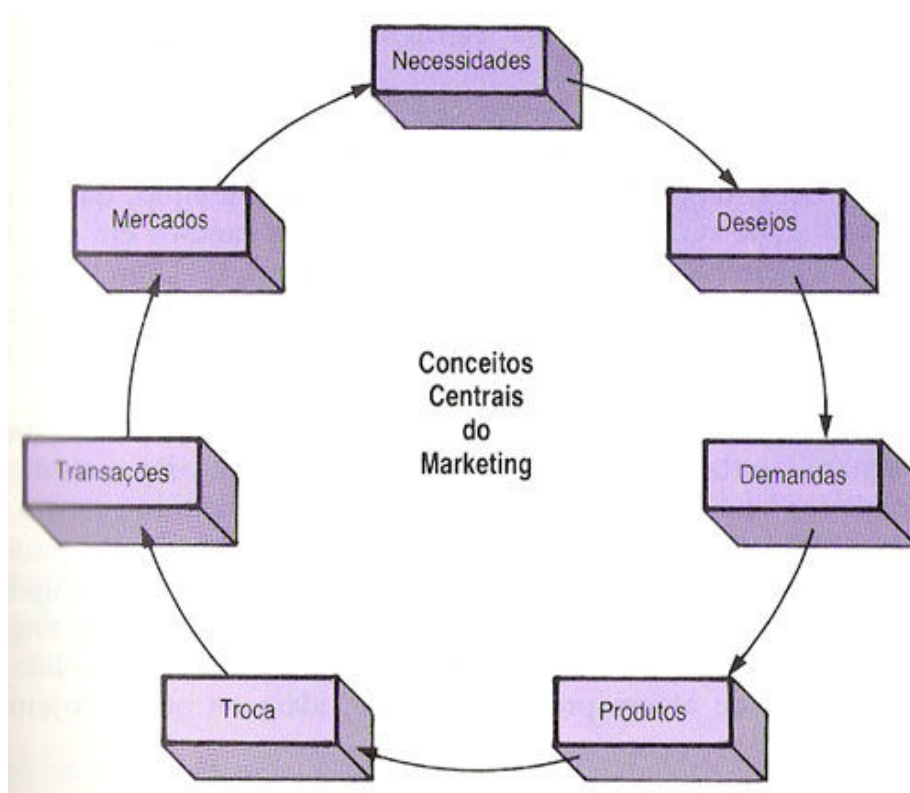 Necessidades
Mercados
Desejos
Conceitos
Centrais
do
Marketing
Transações
Demandas
Troca
Produtos